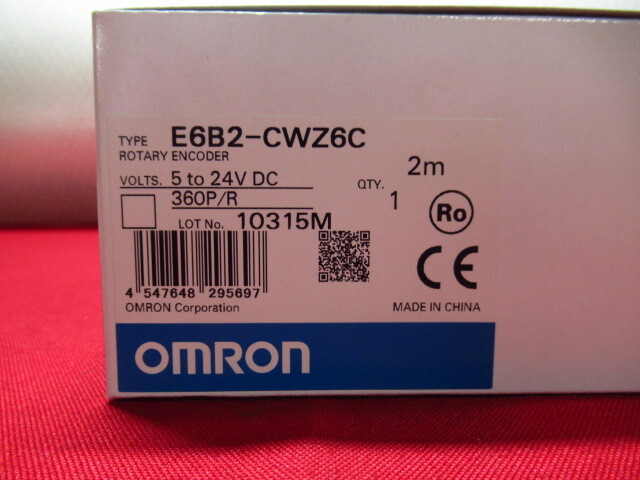 TYPE E6B2-CWZ6C
ROTARY ENCODER
2m
VOLTS. 5 to 24V DC
QTY. 1
360P/R
Ro
LOT No. 10315M
CE
4 547648 295697
OMRON Corporation
MADE IN CHINA
OMRON